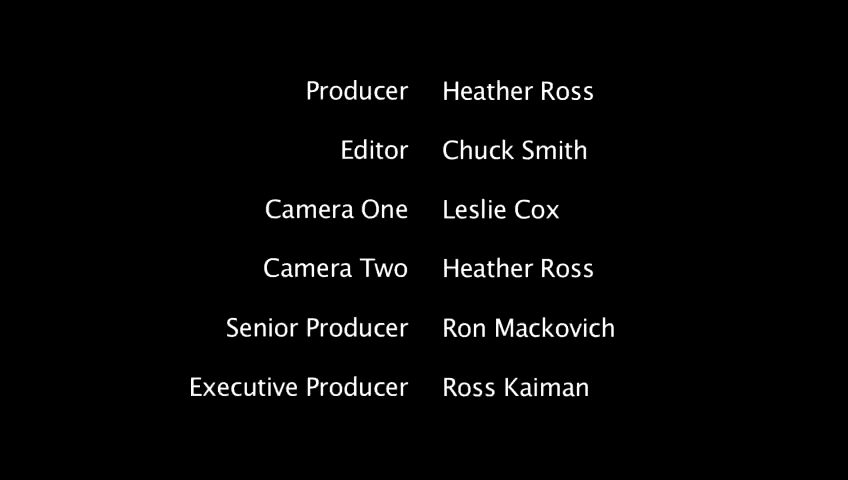 Producer Heather Ross
Editor Chuck Smith
Camera One Leslie Cox
Camera Two Heather Ross
Senior Producer Ron Mackovich
Executive Producer Ross Kaiman